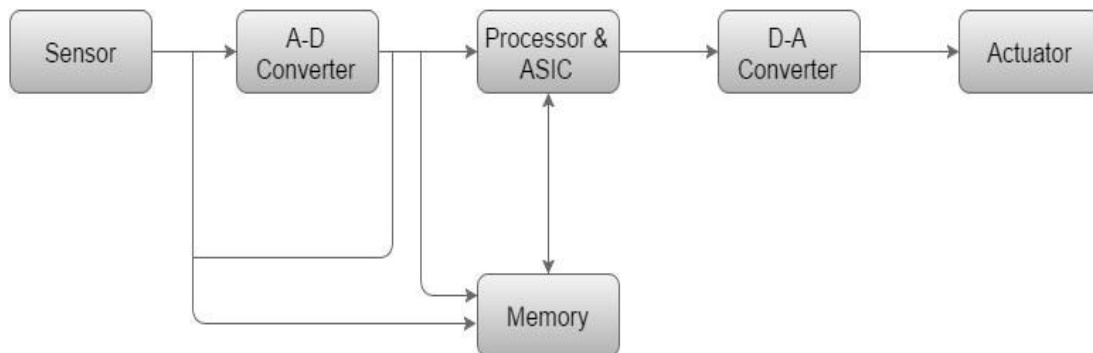 Sensor
A-D
Converter
Processor &
ASIC
D-A
Converter
Actuator
Memory